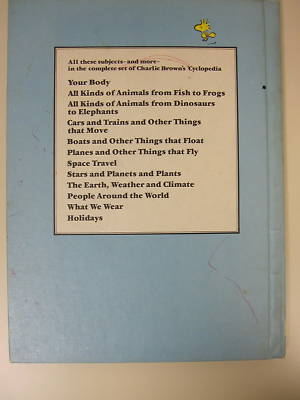 All these subjects–and more–
in the complete set of Charlie Brown's 'Cyclopedia
Your Body
All Kinds of Animals from Fish to Frogs
All Kinds of Animals from Dinosaurs
to Elephants
Cars and Trains and Other Things
that Move
Boats and Other Things that Float
Planes and Other Things that Fly
Space Travel
Stars and Planets and Plants
The Earth, Weather and Climate
People Around the World
What We Wear
Holidays